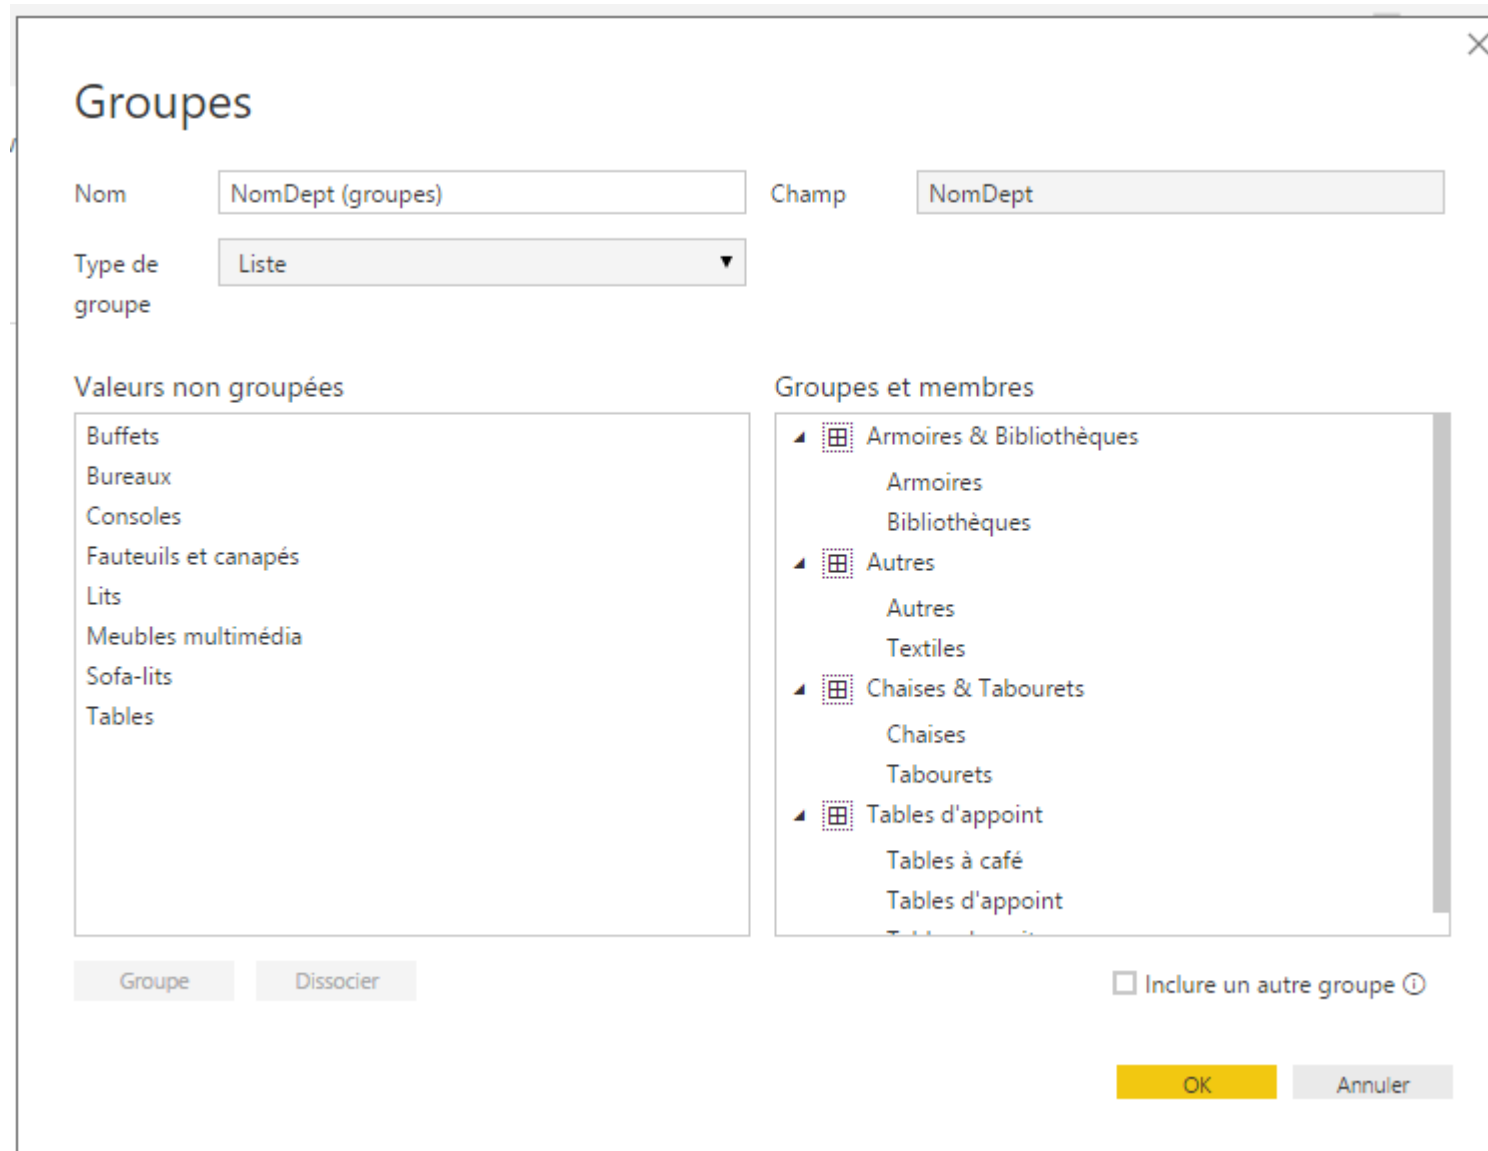 Groupes
Nom
NomDept (groupes)
Champ
NomDept
Type de
groupe
Liste
Valeurs non groupées
Buffets
Bureaux
Consoles
Fauteuils et canapés
Lits
Meubles multimédia
Sofa-lits
Tables
Groupes et membres
Armoires & Bibliothèques
Armoires
Bibliothèques
Autres
Autres
Textiles
Chaises & Tabourets
Chaises
Tabourets
Tables d'appoint
Tables à café
Tables d'appoint
Groupe
Dissocier
Inclure un autre groupe
OK
Annuler